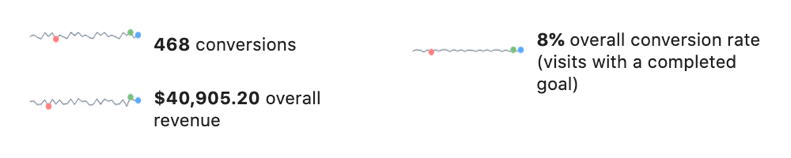 468 conversions
$40,905.20 overall
revenue
8% overall conversion rate
(visits with a completed
goal)